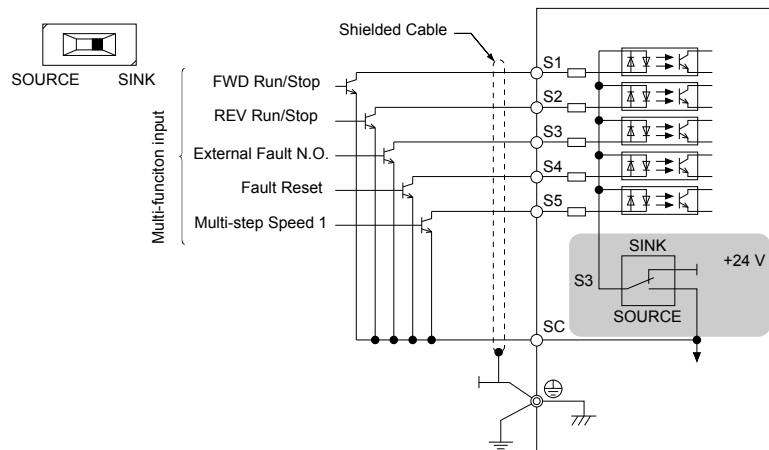 Shielded Cable
SOURCE SINK
Multi-funciton input
FWD Run/Stop
REV Run/Stop
External Fault N.O.
Fault Reset
Multi-step Speed 1
S1
S2
S3
S4
S5
SINK
+24 V
S3
SOURCE
SC